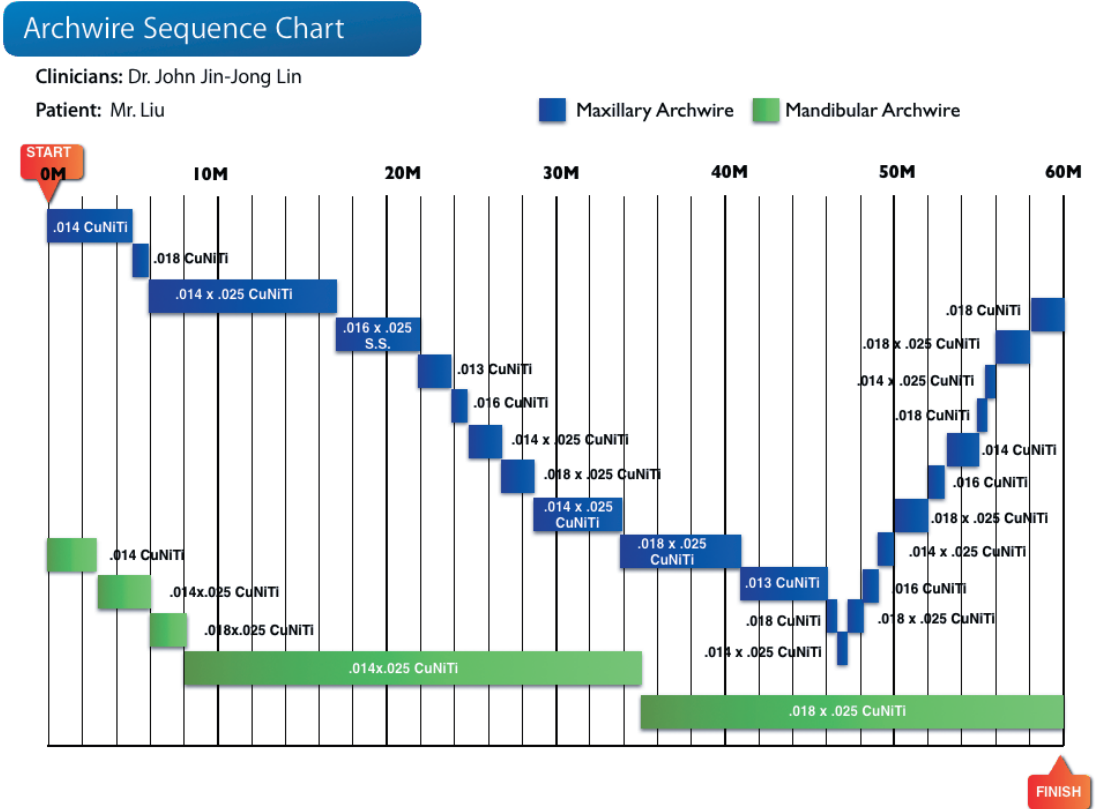 Archwire Sequence Chart
Clinicians: Dr. John Jin-Jong Lin
Patient: Mr. Liu
Maxillary Archwire
Mandibular Archwire
START
0M
10M
20M
30M
40M
50M
60M
.014 CuNiTi
.018 CuNiTi
.014 x .025 CuNiTi
.016 x .025
S.S.
.013 CuNiTi
.016 CuNiTi
.014 x .025 CuNiTi
.018 x .025 CuNiTi
.014 x .025
CuNiTi
.018 x .025
CuNiTi
.013 CuNiTi
.018 CuNiTi
.014 x .025 CuNiTi
.018 x .025 CuNiTi
.016 CuNiTi
.014 x .025 CuNiTi
.018 x .025 CuNiTi
.016 CuNiTi
.014 CuNiTi
.018 CuNiTi
.014 x .025 CuNiTi
.018 x .025 CuNiTi
.018 CuNiTi
.014 CuNiTi
.014x.025 CuNiTi
.018x.025 CuNiTi
.014x.025 CuNiTi
.018 x .025 CuNiTi
FINISH